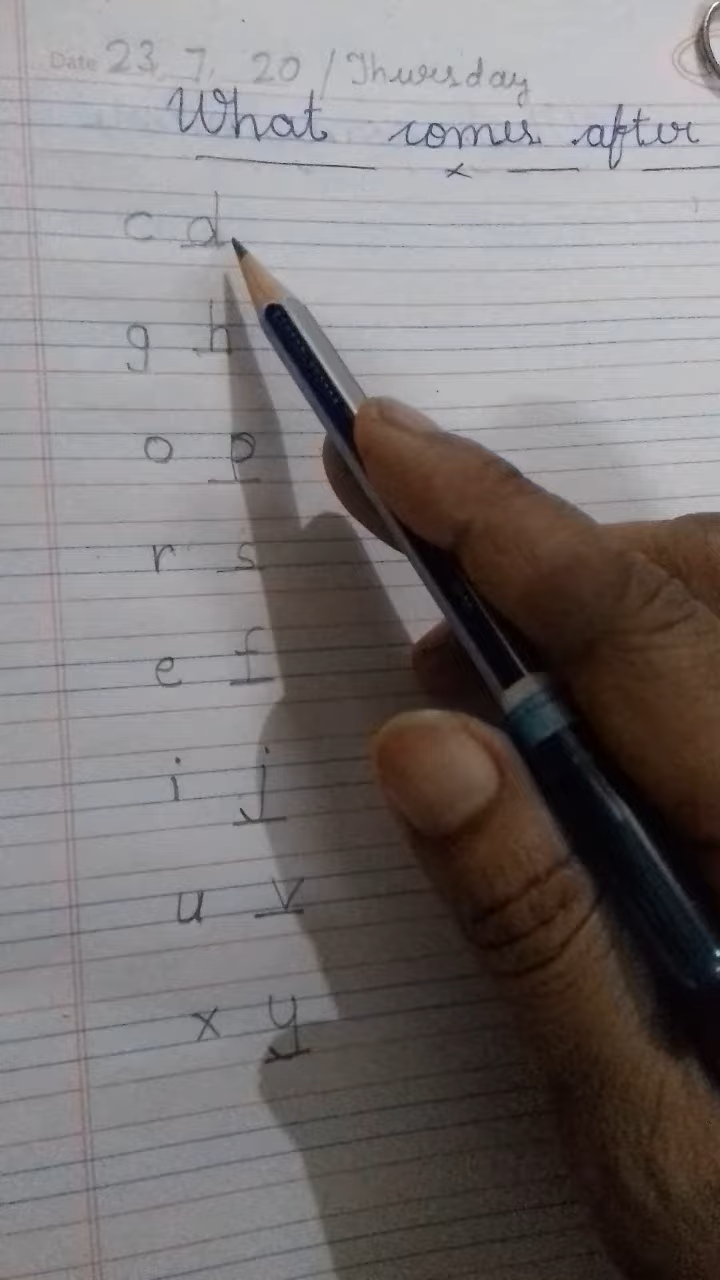 Date 23 7. 20 / Thursday
What comes after
c d
g h
o p
r s
e f
i j
u v
x y